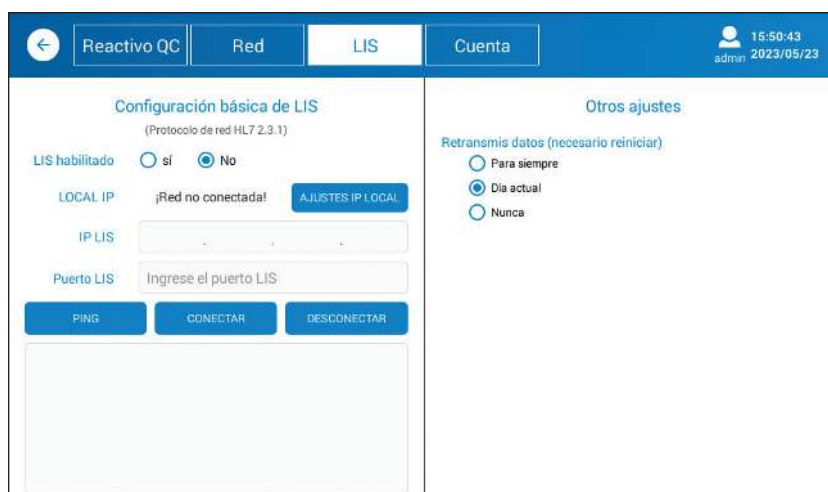 Reactivo QC Red LIS Cuenta
15:50:43
admin 2023/05/23
Configuración básica de LIS
(Protocolo de red HL7 2.3.1)
LIS habilitado sí No
LOCAL IP ¡Red no conectada! AJUSTES IP LOCAL
IP LIS . . .
Puerto LIS Ingrese el puerto LIS
PING CONECTAR DESCONECTAR
Otros ajustes
Retransmis datos (necesario reiniciar)
Para siempre
Día actual
Nunca